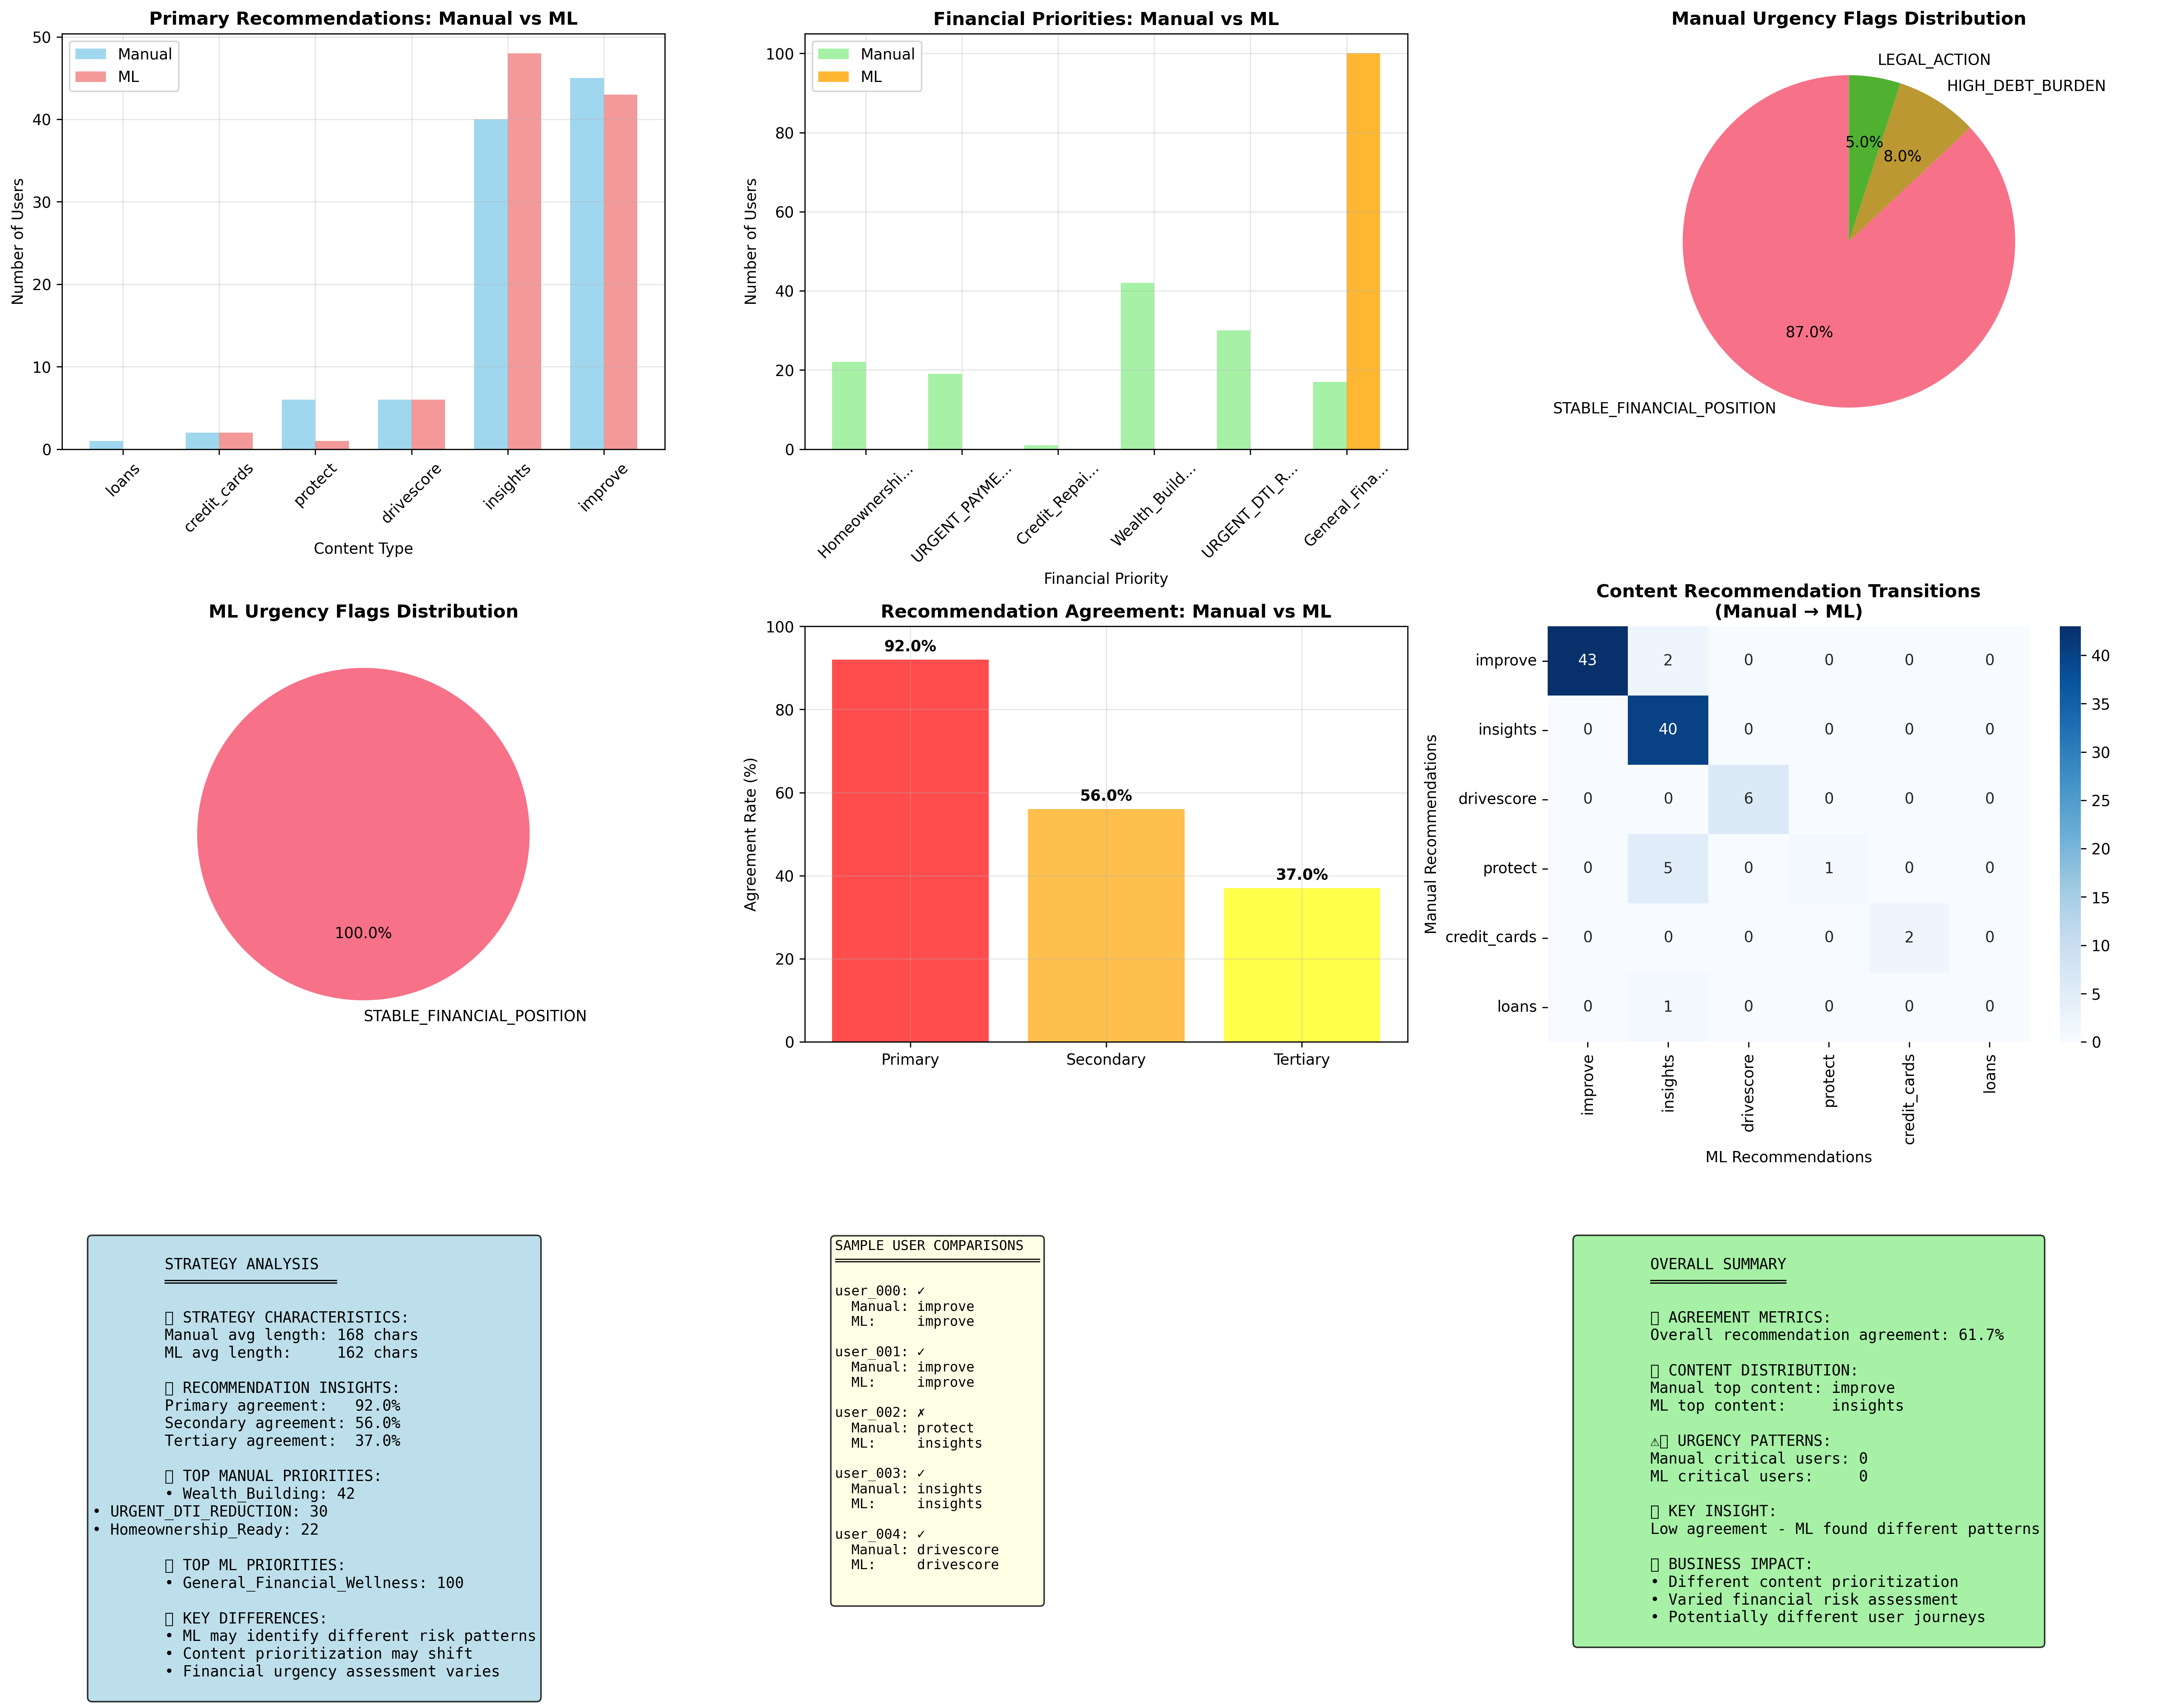 Primary Recommendations: Manual vs ML
Manual
ML
50
40
30
20
10
0
Number of Users
loans
credit_cards
protect
drivescore
insights
improve
Content Type
Financial Priorities: Manual vs ML
Manual
ML
100
80
60
40
20
0
Number of Users
Homeownershi...
URGENT_PAYME...
Credit_Repai...
Wealth_Build...
URGENT_DTI_R...
General_Fina...
Financial Priority
Manual Urgency Flags Distribution
LEGAL_ACTION
HIGH_DEBT_BURDEN
5.0%
8.0%
87.0%
STABLE_FINANCIAL_POSITION
ML Urgency Flags Distribution
100.0%
STABLE_FINANCIAL_POSITION
Recommendation Agreement: Manual vs ML
100
80
60
40
20
0
Agreement Rate (%)
92.0%
56.0%
37.0%
Primary
Secondary
Tertiary
Content Recommendation Transitions
(Manual → ML)
Manual Recommendations
improve 43 2 0 0 0 0
insights 0 40 0 0 0 0
drivescore 0 0 6 0 0 0
protect 0 5 0 1 0 0
credit_cards 0 0 0 0 2 0
loans 0 1 0 0 0 0
improve
insights
drivescore
protect
credit_cards
loans
ML Recommendations
40
35
30
25
20
15
10
5
0
STRATEGY ANALYSIS
STRATEGY CHARACTERISTICS:
Manual avg length: 168 chars
ML avg length: 162 chars
RECOMMENDATION INSIGHTS:
Primary agreement: 92.0%
Secondary agreement: 56.0%
Tertiary agreement: 37.0%
TOP MANUAL PRIORITIES:
• Wealth_Building: 42
• URGENT_DTI_REDUCTION: 30
• Homeownership_Ready: 22
TOP ML PRIORITIES:
• General_Financial_Wellness: 100
KEY DIFFERENCES:
• ML may identify different risk patterns
• Content prioritization may shift
• Financial urgency assessment varies
SAMPLE USER COMPARISONS
user_000: ✓
Manual: improve
ML: improve
user_001: ✓
Manual: improve
ML: improve
user_002: ✗
Manual: protect
ML: insights
user_003: ✓
Manual: insights
ML: insights
user_004: ✓
Manual: drivescore
ML: drivescore
OVERALL SUMMARY
AGREEMENT METRICS:
Overall recommendation agreement: 61.7%
CONTENT DISTRIBUTION:
Manual top content: improve
ML top content: insights
⚠ URGENCY PATTERNS:
Manual critical users: 0
ML critical users: 0
KEY INSIGHT:
Low agreement - ML found different patterns
BUSINESS IMPACT:
• Different content prioritization
• Varied financial risk assessment
• Potentially different user journeys